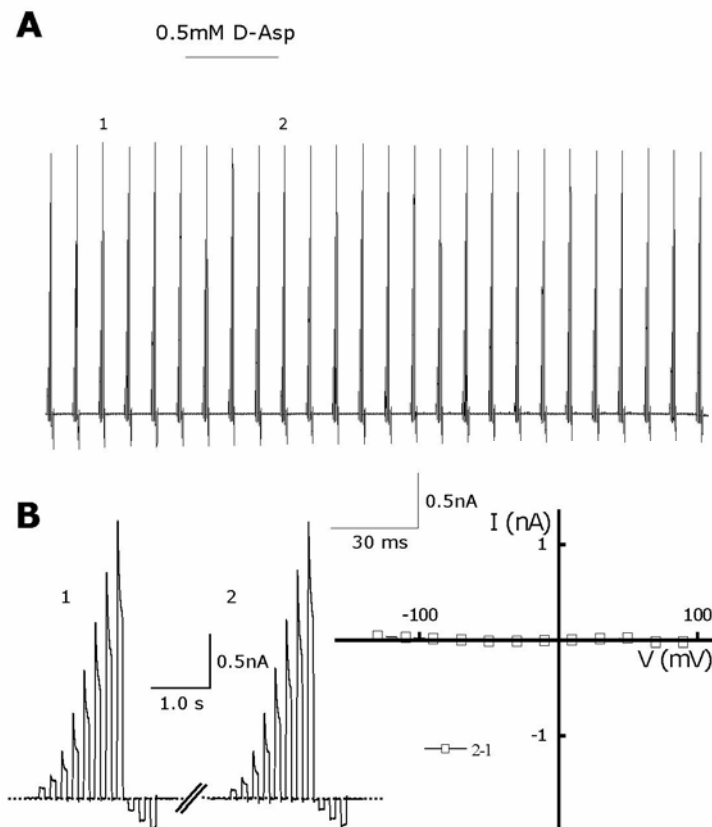 A
0.5mM D-Asp
1
2
0.5nA
30 ms
B
1
2
0.5nA
1.0 s
I (nA)
1
-100
100
V (mV)
-1
2-1